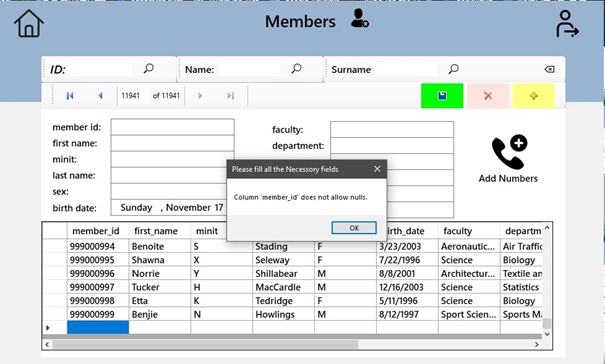 Members
ID:
Name:
Surname
11941 of 11941
member id:
first name:
minit:
last name:
sex:
birth date: Sunday , November 17
faculty:
department:
Add Numbers
Please fill all the Necessory fields
Column 'member_id' does not allow nulls.
OK
member_id first_name minit irth_date faculty departm
999000994 Benoite S Stading F 3/23/2003 Aeronautic... Air Traffic
999000995 Shawna X Seleway F 7/22/1996 Science Biology
999000996 Norrie Y Shillabear M 8/8/2001 Architectur... Textile an
999000997 Tucker H MacCardle M 12/16/2003 Science Statistics
999000998 Etta K Tedridge F 5/11/1996 Science Biology
999000999 Benjie N Howlings M 8/12/1997 Sport Scien... Sports Ma